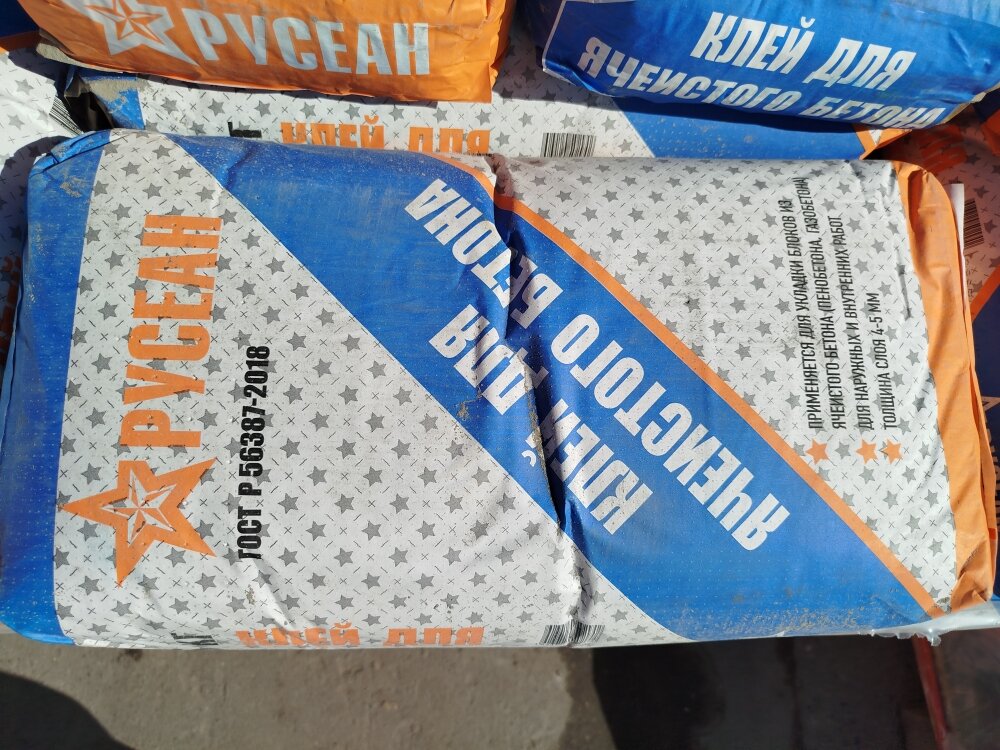 РУСЕАН
КЛЕЙ ДЛЯ
ЯЧЕИСТОГО БЕТОНА
КЛЕЙ ДЛЯ
РУСЕАН
ГОСТ Р 56387-2018
КЛЕЙ ДЛЯ
ЯЧЕИСТОГО БЕТОНА
ПРИМЕНЯЕТСЯ ДЛЯ УКЛАДКИ БЛОКОВ ИЗ
ЯЧЕИСТОГО БЕТОНА (ПЕНОБЕТОНА, ГАЗОБЕТОНА)
ДЛЯ НАРУЖНЫХ И ВНУТРЕННИХ РАБОТ
ТОЛЩИНА СЛОЯ 4-5 ММ
КЛЕЙ ДЛЯ